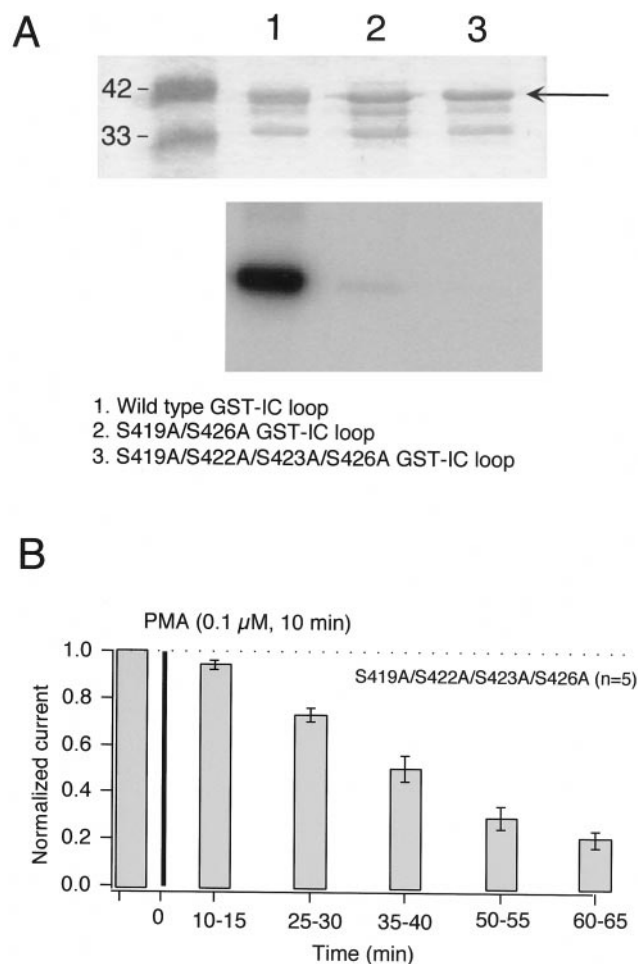 A
1 2 3
42
33
1. Wild type GST-IC loop
2. S419A/S426A GST-IC loop
3. S419A/S422A/S423A/S426A GST-IC loop
B
PMA (0.1 μM, 10 min)
S419A/S422A/S423A/S426A (n=5)
Normalized current
1.0
0.8
0.6
0.4
0.2
0.0
0 10-15 25-30 35-40 50-55 60-65
Time (min)